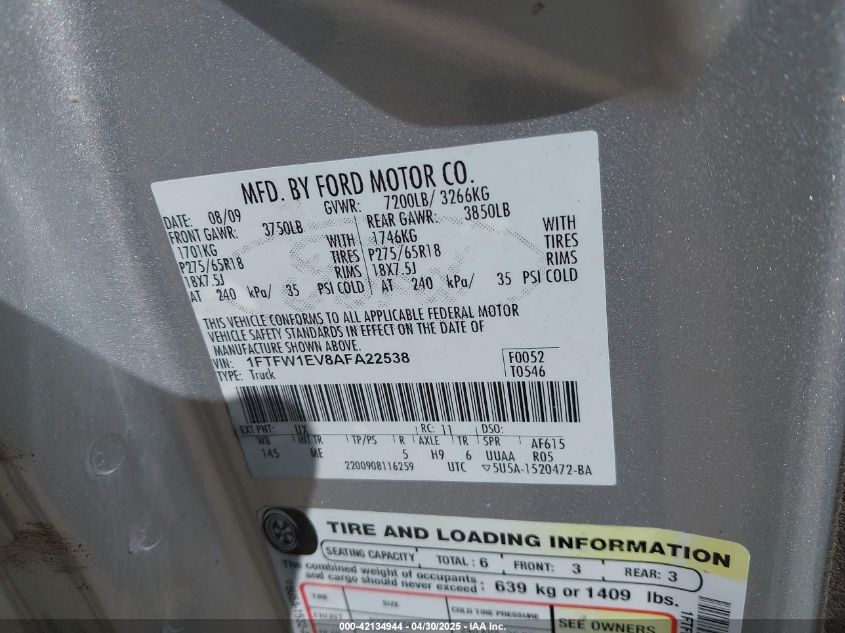 MFD. BY FORD MOTOR CO.
DATE: 08/09 GVWR: 7200LB/ 3266KG
FRONT GAWR: 3750LB REAR GAWR: 3850LB
1701KG WITH 1746KG WITH
P275/65R18 TIRES P275/65R18 TIRES
18X7.5J RIMS 18X7.5J RIMS
AT 240 kPa/ 35 PSI COLD AT 240 kPa/ 35 PSI COLD
THIS VEHICLE CONFORMS TO ALL APPLICABLE FEDERAL MOTOR
VEHICLE SAFETY STANDARDS IN EFFECT ON THE DATE OF
MANUFACTURE SHOWN ABOVE.
VIN: 1FTFW1EV8AFA22538 F0052
TYPE: Truck T0546
EXT PNT: UX RC: 11 DSO:
WB INT TR TP/PS R AXLE TR SPR AF615
145 ME 5 H9 6 UUAA R05
2200908116259 UTC ▽5U5A-1520472-BA
TIRE AND LOADING INFORMATION
SEATING CAPACITY TOTAL: 6 FRONT: 3 REAR: 3
The combined weight of occupants
and cargo should never exceed: 639 kg or 1409 lbs.
TIRE SIZE COLD TIRE PRESSURE SEE OWNERS
FRONT
000-42134944 - 04/30/2025 - IAA Inc.